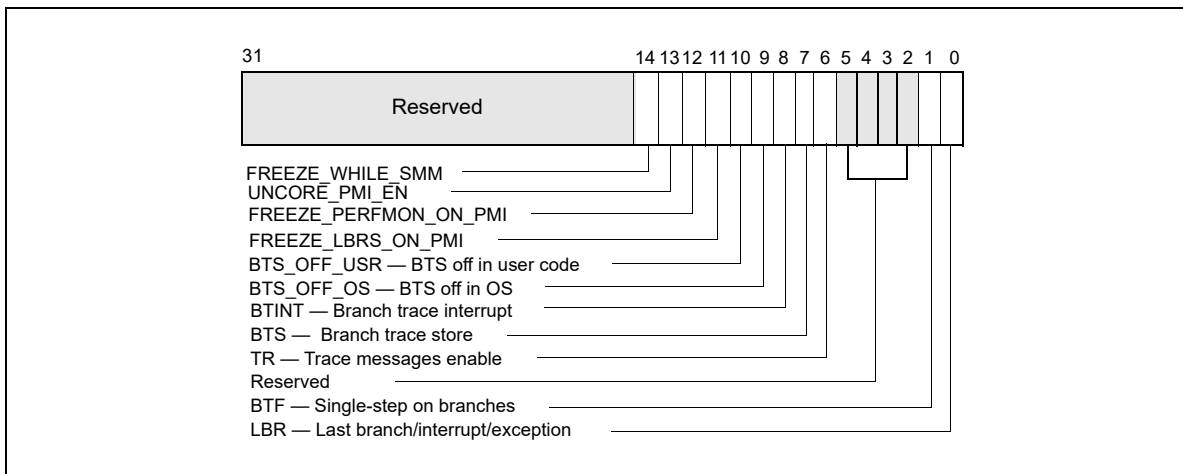 31 14 13 12 11 10 9 8 7 6 5 4 3 2 1 0
Reserved
FREEZE_WHILE_SMM
UNCORE_PMI_EN
FREEZE_PERFMON_ON_PMI
FREEZE_LBRS_ON_PMI
BTS_OFF_USR — BTS off in user code
BTS_OFF_OS — BTS off in OS
BTINT — Branch trace interrupt
BTS — Branch trace store
TR — Trace messages enable
Reserved
BTF — Single-step on branches
LBR — Last branch/interrupt/exception